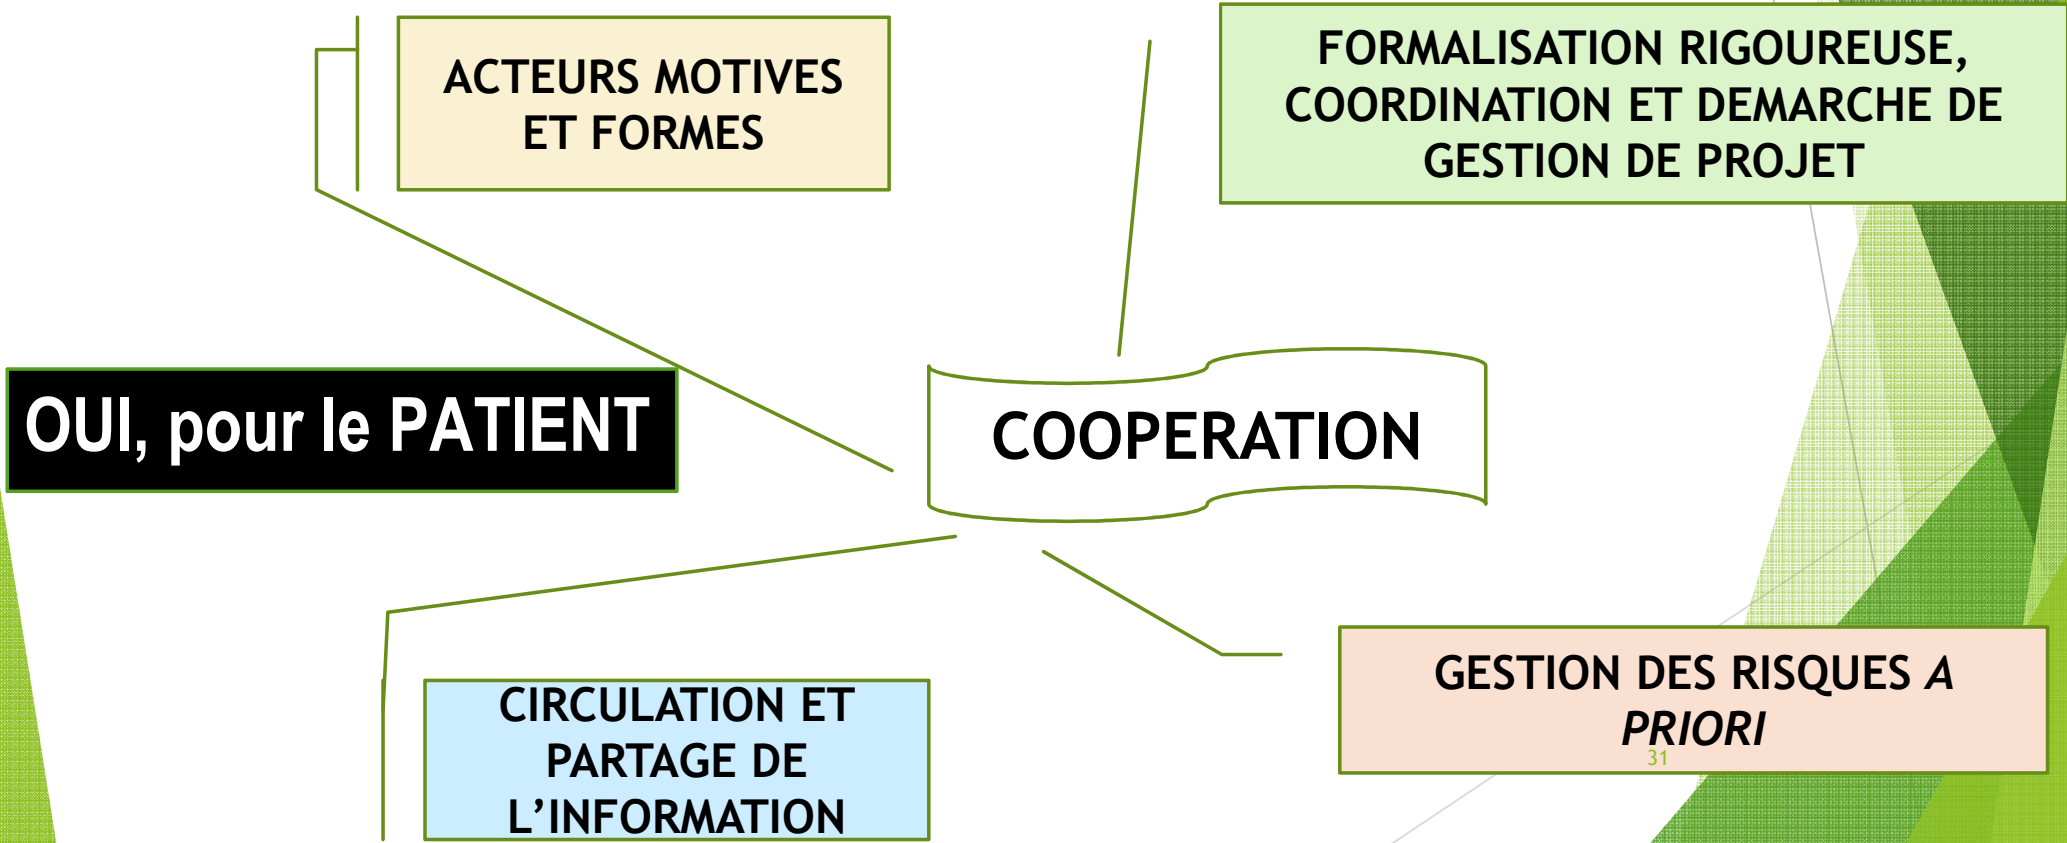 ACTEURS MOTIVES
ET FORMES
FORMALISATION RIGOUREUSE,
COORDINATION ET DEMARCHE DE
GESTION DE PROJET
OUI, pour le PATIENT
COOPERATION
CIRCULATION ET
PARTAGE DE
L’INFORMATION
GESTION DES RISQUES A
PRIORI
31